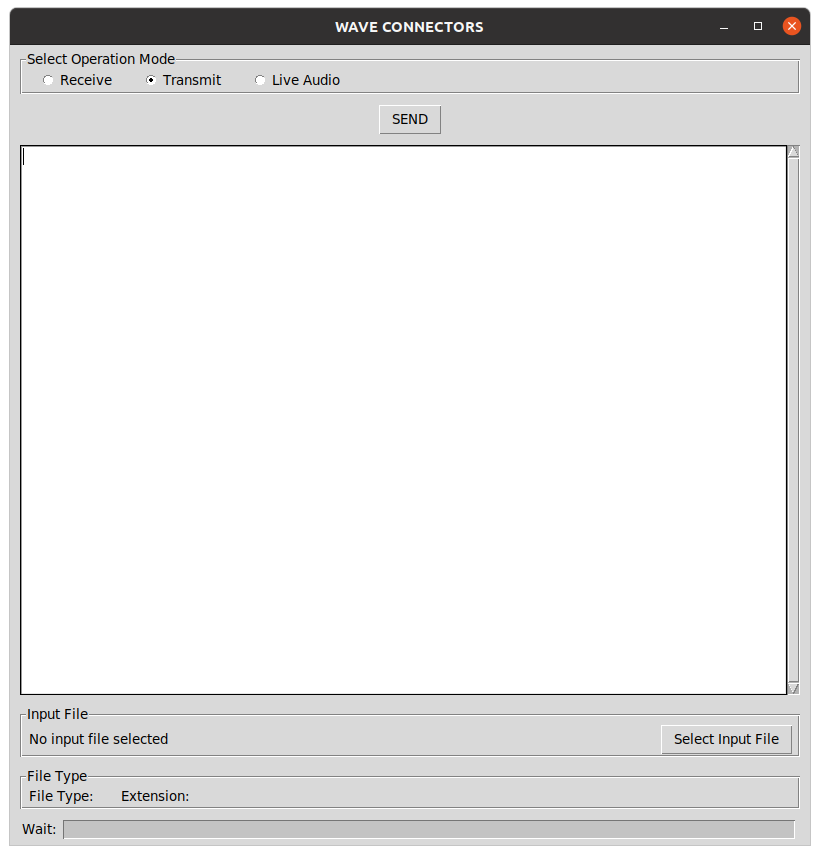 WAVE CONNECTORS
Select Operation Mode
Receive Transmit Live Audio
SEND
Input File
No input file selected Select Input File
File Type
File Type: Extension:
Wait: